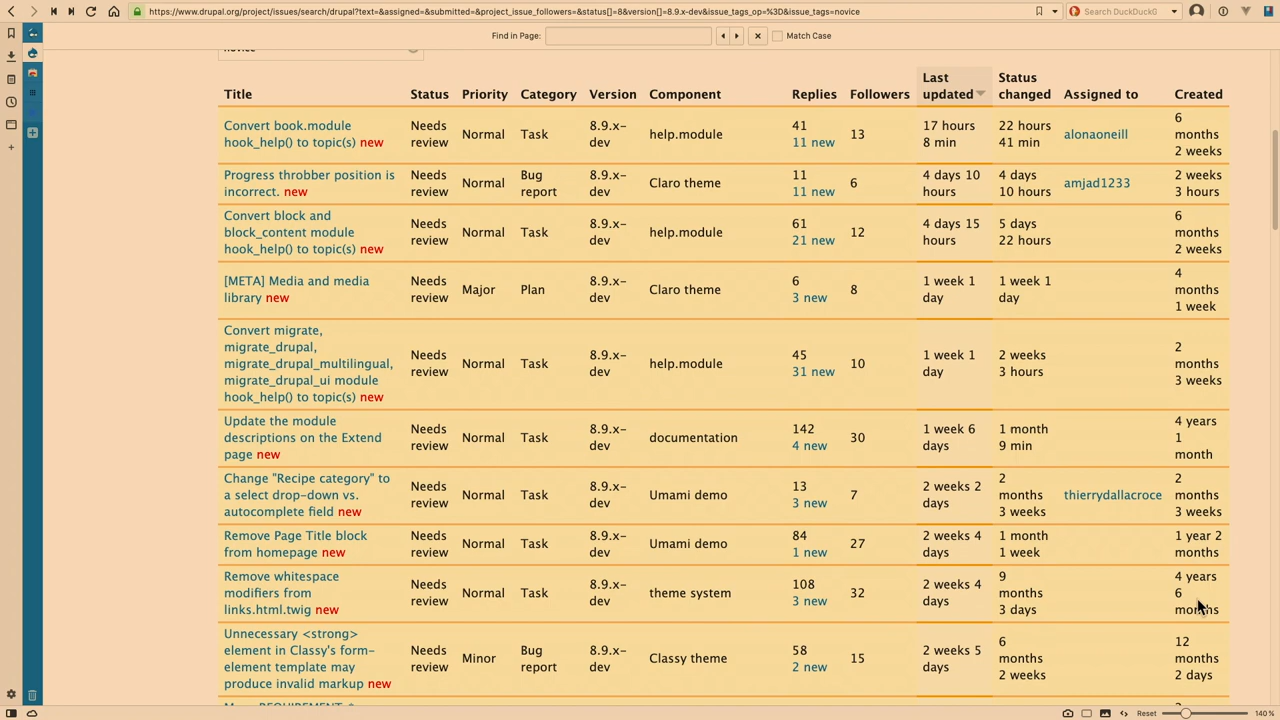 https://www.drupal.org/project/issues/search/drupal?text=&assigned=&submitted=&project_issue_followers=&status[]=8&version[]=8.9.x-dev&issue_tags_op=%3D&issue_tags=novice
Search DuckDuckG
Find in Page:
Match Case
novice
Title Status Priority Category Version Component Replies Followers Last updated Status changed Assigned to Created
Convert book.module hook_help() to topic(s) new Needs review Normal Task 8.9.x-dev help.module 41 11 new 13 17 hours 8 min 22 hours 41 min alonaoneill 6 months 2 weeks
Progress throbber position is incorrect. new Needs review Normal Bug report 8.9.x-dev Claro theme 11 11 new 6 4 days 10 hours 4 days 10 hours amjad1233 2 weeks 3 hours
Convert block and block_content module hook_help() to topic(s) new Needs review Normal Task 8.9.x-dev help.module 61 21 new 12 4 days 15 hours 5 days 22 hours 6 months 2 weeks
[META] Media and media library new Needs review Major Plan 8.9.x-dev Claro theme 6 3 new 8 1 week 1 day 1 week 1 day 4 months 1 week
Convert migrate, migrate_drupal, migrate_drupal_multilingual, migrate_drupal_ui module hook_help() to topic(s) new Needs review Normal Task 8.9.x-dev help.module 45 31 new 10 1 week 1 day 2 weeks 3 hours 2 months 3 weeks
Update the module descriptions on the Extend page new Needs review Normal Task 8.9.x-dev documentation 142 4 new 30 1 week 6 days 1 month 9 min 4 years 1 month
Change "Recipe category" to a select drop-down vs. autocomplete field new Needs review Normal Task 8.9.x-dev Umami demo 13 3 new 7 2 weeks 2 days 2 months 3 weeks thierrydallacroce 2 months 3 weeks
Remove Page Title block from homepage new Needs review Normal Task 8.9.x-dev Umami demo 84 1 new 27 2 weeks 4 days 1 month 1 week 1 year 2 months
Remove whitespace modifiers from links.html.twig new Needs review Normal Task 8.9.x-dev theme system 108 3 new 32 2 weeks 4 days 9 months 3 days 4 years 6 months
Unnecessary <strong> element in Classy's form-element template may produce invalid markup new Needs review Minor Bug report 8.9.x-dev Classy theme 58 2 new 15 2 weeks 5 days 6 months 2 weeks 12 months 2 days
Reset 140 %